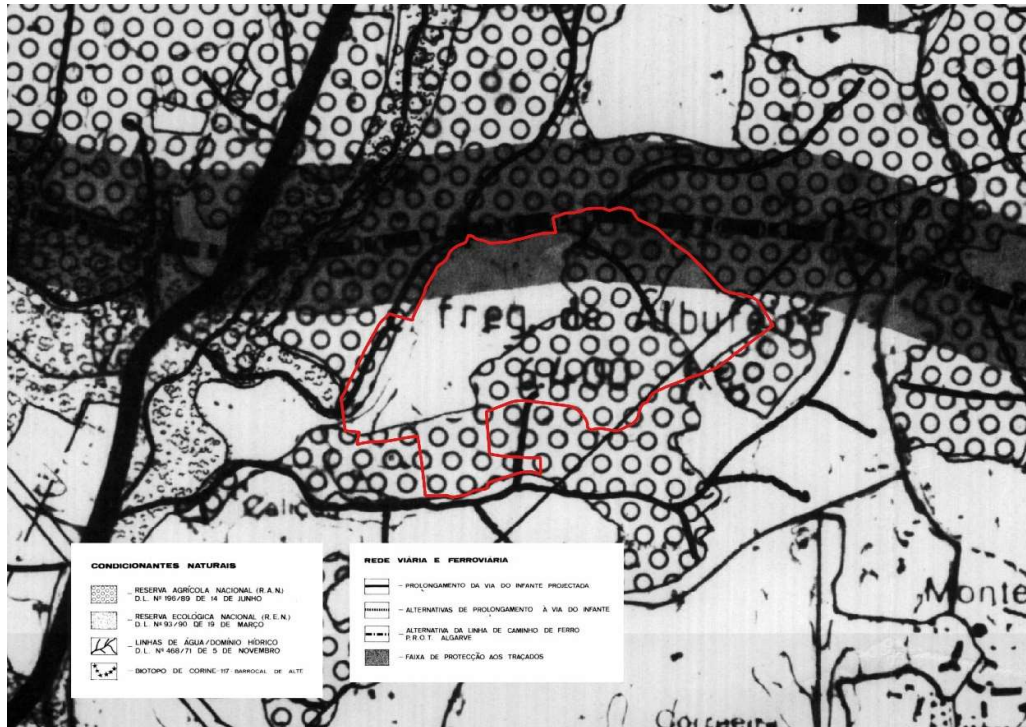 freg. de Albufeira
6400
Caliços
Monte
CONDICIONANTES NATURAIS
– RESERVA AGRÍCOLA NACIONAL (R.A.N.)
D.L. Nº 196/89 DE 14 DE JUNHO
– RESERVA ECOLÓGICA NACIONAL (R.E.N.)
D.L. Nº 93/90 DE 19 DE MARÇO
– LINHAS DE ÁGUA/DOMÍNIO HÍDRICO
D.L. Nº 468/71 DE 5 DE NOVEMBRO
– BIOTOPO DE CORINE-117-BARROCAL DE ALTE
REDE VIÁRIA E FERROVIÁRIA
– PROLONGAMENTO DA VIA DO INFANTE PROJECTADA
– ALTERNATIVAS DE PROLONGAMENTO À VIA DO INFANTE
– ALTERNATIVA DA LINHA DE CAMINHO DE FERRO
P.R.O.T. ALGARVE
– FAIXA DE PROTECÇÃO AOS TRAÇADOS